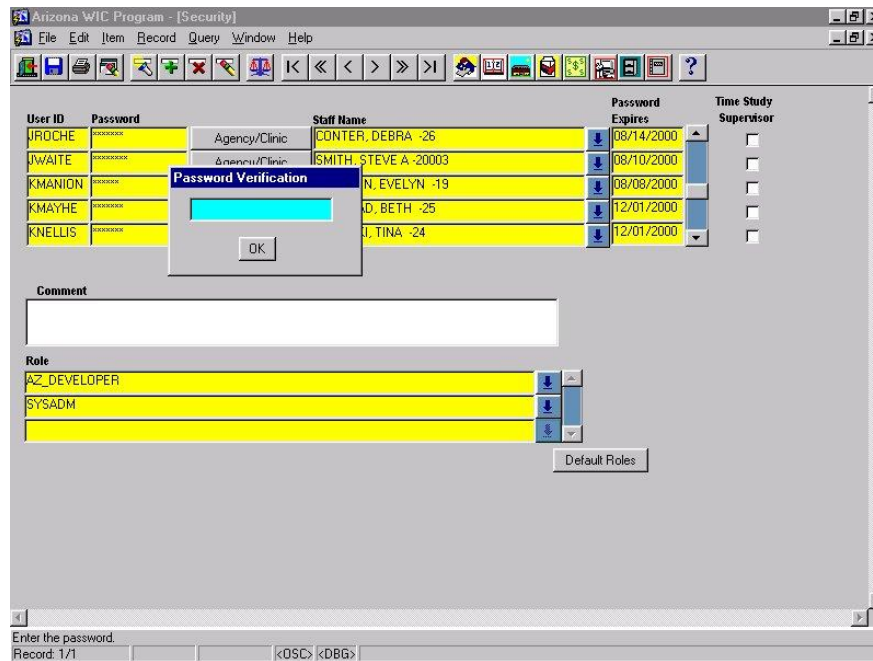 Arizona WIC Program - [Security]
File Edit Item Record Query Window Help
Password Time Study
User ID Password Staff Name Expires Supervisor
JROCHE ******* Agency/Clinic CONTER, DEBRA -26 08/14/2000
JWAITE ******** Agency/Clinic SMITH, STEVE A -20003 08/10/2000
KMANION ****** N, EVELYN -19 08/08/2000
KMAYHE ******** AD, BETH -25 12/01/2000
KNELLIS ******* KI, TINA -24 12/01/2000
Password Verification
OK
Comment
Role
AZ_DEVELOPER
SYSADM
Default Roles
Enter the password.
Record: 1/1 <OSC> <DBG>